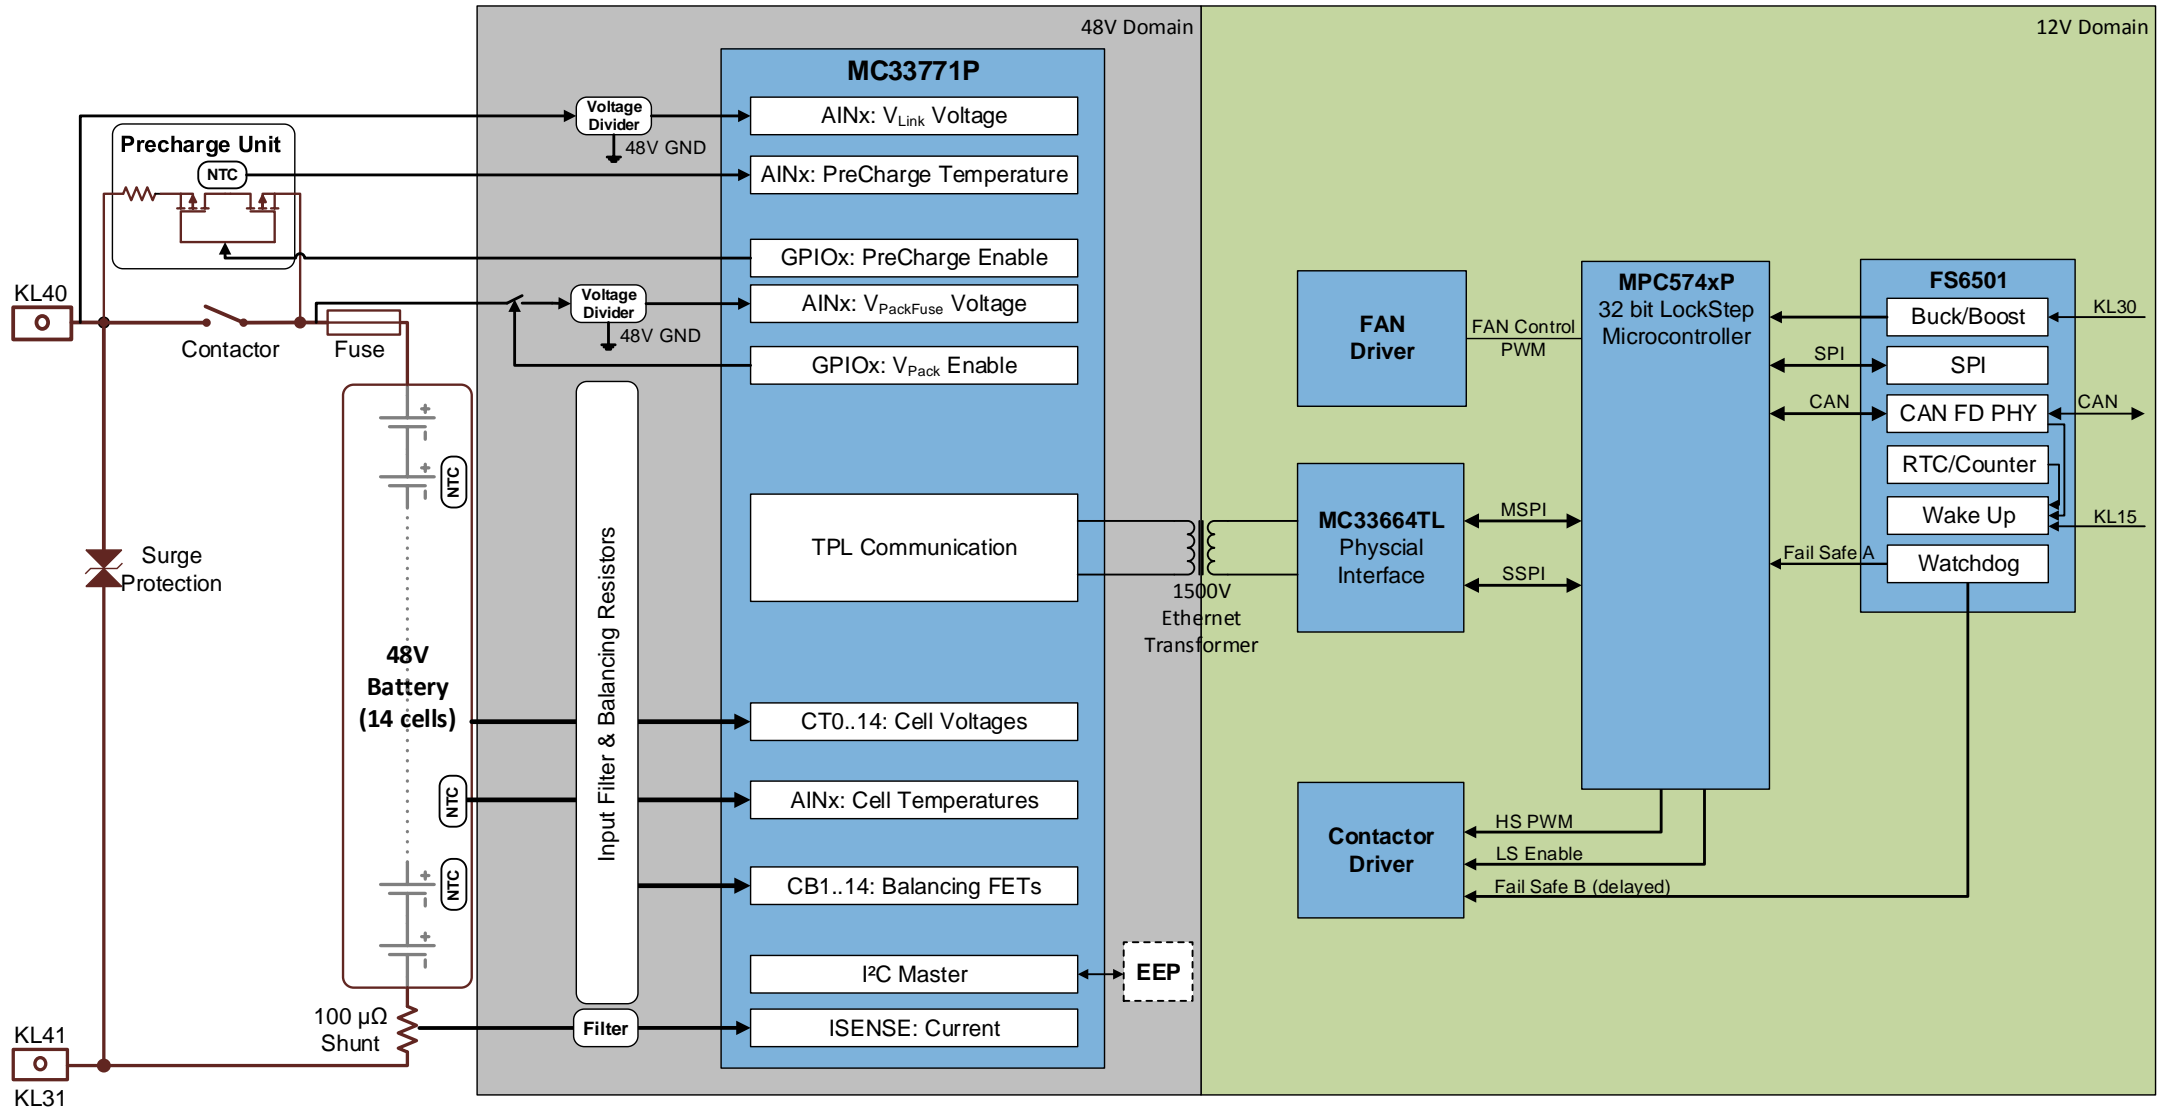 48V Domain
12V Domain
MC33771P
Voltage
Divider
AINx: VLink Voltage
48V GND
Precharge Unit
NTC
AINx: PreCharge Temperature
GPIOx: PreCharge Enable
KL40
Contactor
Fuse
Voltage
Divider
AINx: VPackFuse Voltage
48V GND
GPIOx: VPack Enable
NTC
Surge
Protection
48V
Battery
(14 cells)
NTC
NTC
Input Filter & Balancing Resistors
TPL Communication
CT0..14: Cell Voltages
AINx: Cell Temperatures
CB1..14: Balancing FETs
I²C Master
EEP
100 µΩ
Shunt
Filter
ISENSE: Current
KL41
KL31
1500V
Ethernet
Transformer
FAN
Driver
FAN Control
PWM
MPC574xP
32 bit LockStep
Microcontroller
FS6501
Buck/Boost
KL30
SPI
SPI
CAN
CAN FD PHY
CAN
RTC/Counter
Wake Up
KL15
Fail Safe A
Watchdog
MC33664TL
Physcial
Interface
MSPI
SSPI
Contactor
Driver
HS PWM
LS Enable
Fail Safe B (delayed)